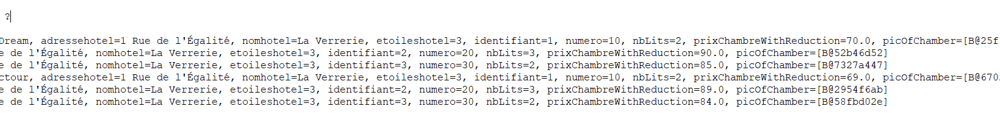 ?
Dream, adressehotel=1 Rue de l'Égalité, nomhotel=La Verrerie, etoileshotel=3, identifiant=1, numero=10, nbLits=2, prixChambreWithReduction=70.0, picOfChamber=[B@25f
e de l'Égalité, nomhotel=La Verrerie, etoileshotel=3, identifiant=2, numero=20, nbLits=3, prixChambreWithReduction=90.0, picOfChamber=[B@52b46d52]
e de l'Égalité, nomhotel=La Verrerie, etoileshotel=3, identifiant=3, numero=30, nbLits=2, prixChambreWithReduction=85.0, picOfChamber=[B@7327a447]
ctour, adressehotel=1 Rue de l'Égalité, nomhotel=La Verrerie, etoileshotel=3, identifiant=1, numero=10, nbLits=2, prixChambreWithReduction=69.0, picOfChamber=[B@670
e de l'Égalité, nomhotel=La Verrerie, etoileshotel=3, identifiant=2, numero=20, nbLits=3, prixChambreWithReduction=89.0, picOfChamber=[B@2954f6ab]
e de l'Égalité, nomhotel=La Verrerie, etoileshotel=3, identifiant=3, numero=30, nbLits=2, prixChambreWithReduction=84.0, picOfChamber=[B@58fbd02e]